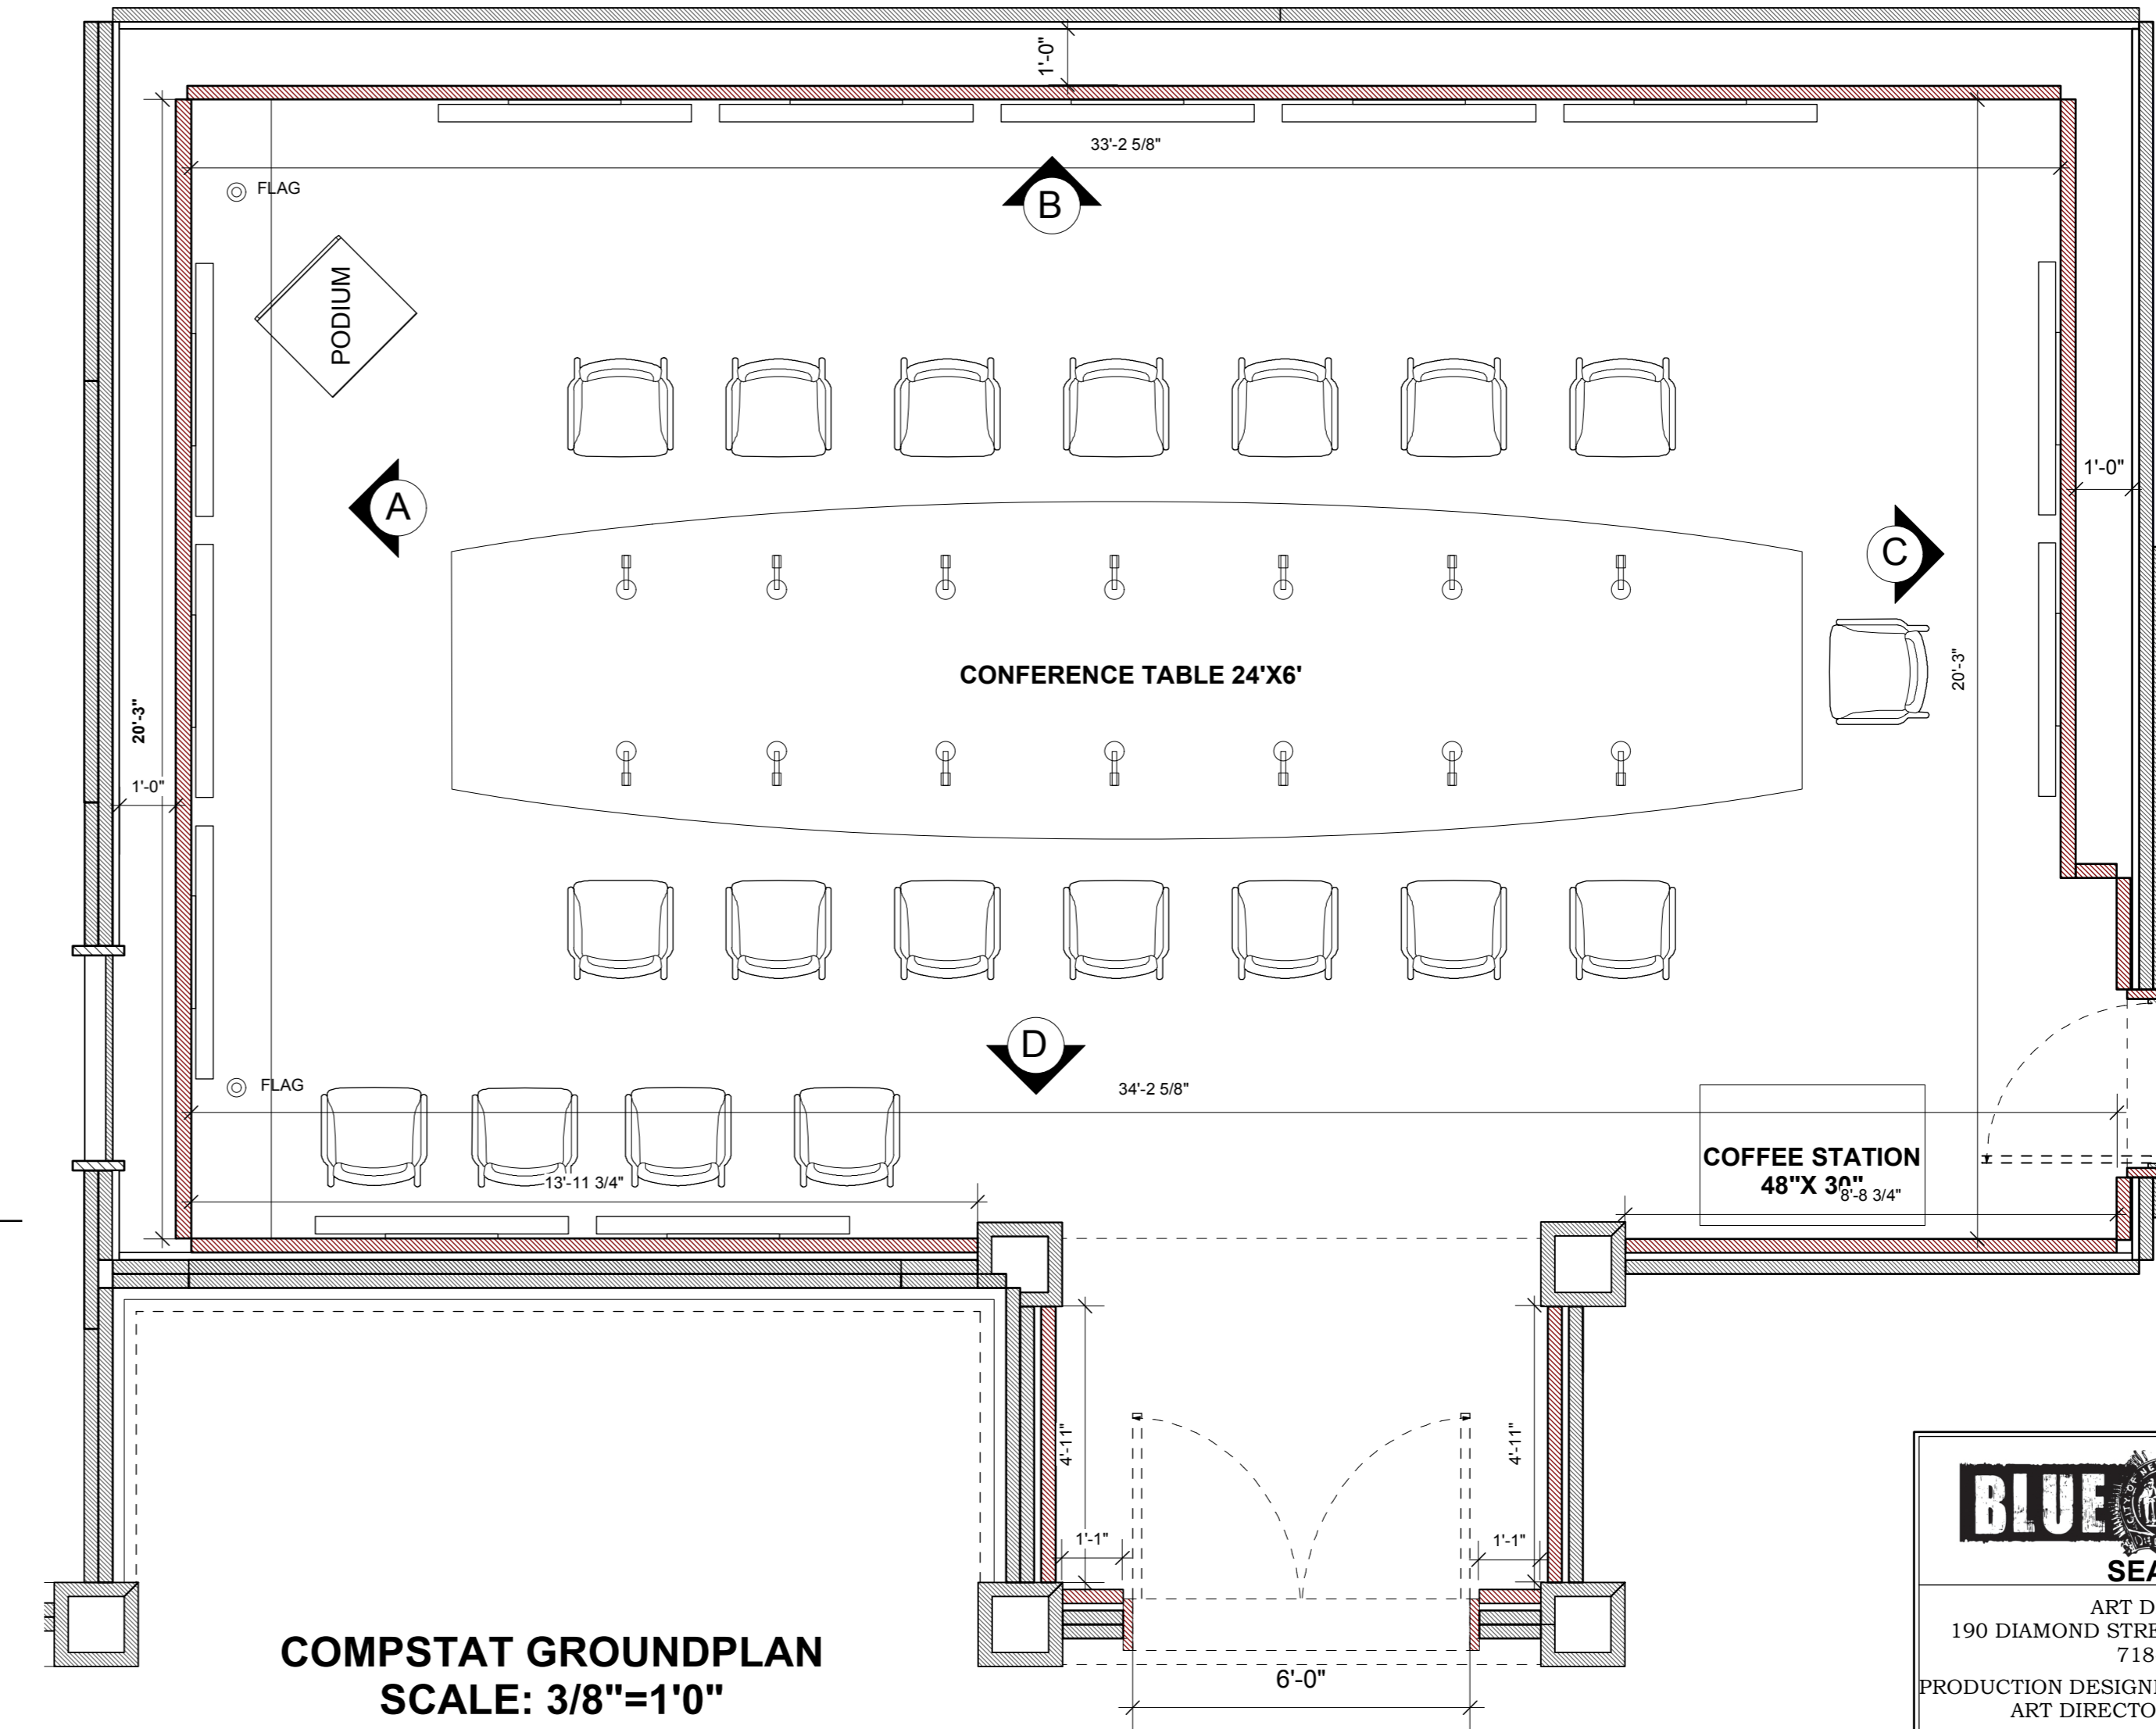 1'-0"
33'-2 5/8"
FLAG
B
PODIUM
A
1'-0"
C
CONFERENCE TABLE 24'X6'
20'-3"
20'-3"
1'-0"
D
FLAG
34'-2 5/8"
COFFEE STATION
48"X 30"
8'-8 3/4"
13'-11 3/4"
4'-11"
4'-11"
1'-1"
1'-1"
6'-0"
COMPSTAT GROUNDPLAN
SCALE: 3/8"=1'0"
BLUE
CITY OF NE
SEA
ART D
190 DIAMOND STRE
718
PRODUCTION DESIGN
ART DIRECTO